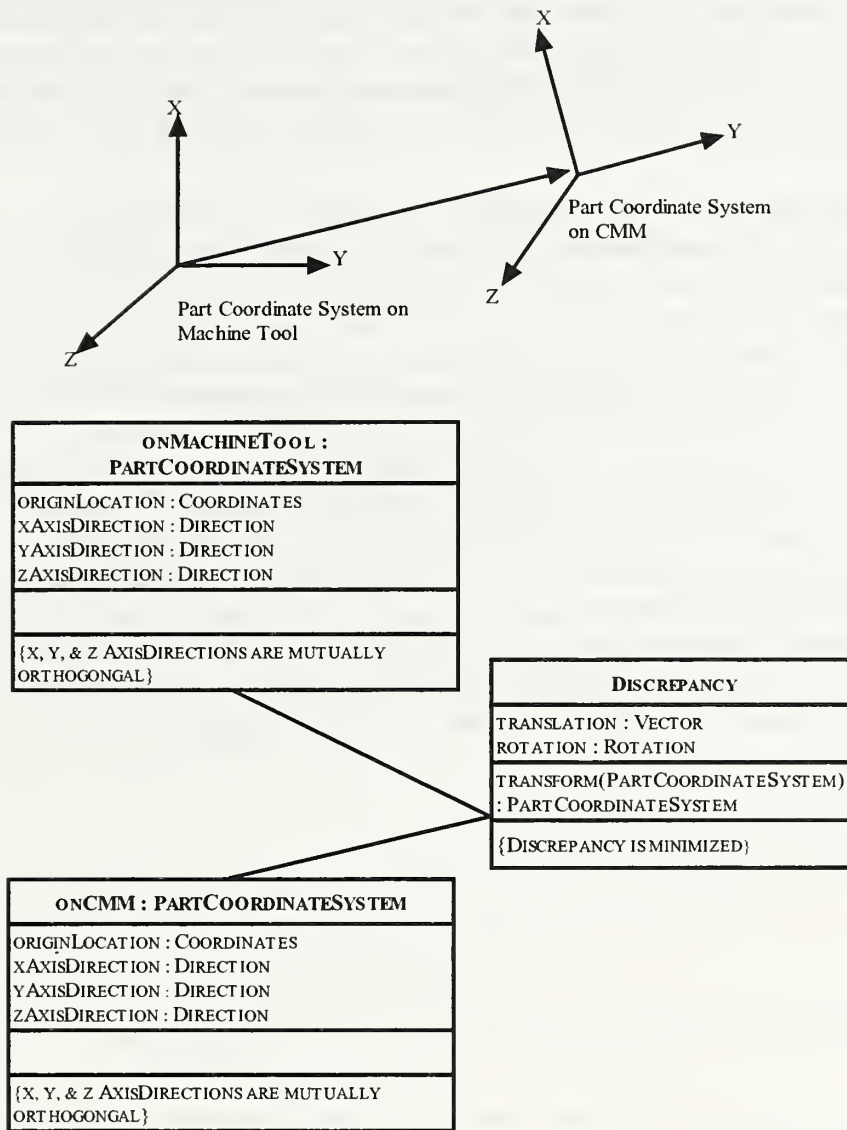 X
Y
Z
Part Coordinate System on
Machine Tool
X
Y
Z
Part Coordinate System
on CMM
ONMACHINETOOL :
PARTCOORDINATESYSTEM
ORIGINLOCATION : COORDINATES
XAXISDIRECTION : DIRECTION
YAXISDIRECTION : DIRECTION
ZAXISDIRECTION : DIRECTION
{X, Y, & Z AXISDIRECTIONS ARE MUTUALLY
ORTHOGONGAL}
DISCREPANCY
TRANSLATION : VECTOR
ROTATION : ROTATION
TRANSFORM(PARTCOORDINATESYSTEM)
: PARTCOORDINATESYSTEM
{DISCREPANCY IS MINIMIZED}
ONCMM : PARTCOORDINATESYSTEM
ORIGINLOCATION : COORDINATES
XAXISDIRECTION : DIRECTION
YAXISDIRECTION : DIRECTION
ZAXISDIRECTION : DIRECTION
{X, Y, & Z AXISDIRECTIONS ARE MUTUALLY
ORTHOGONGAL}